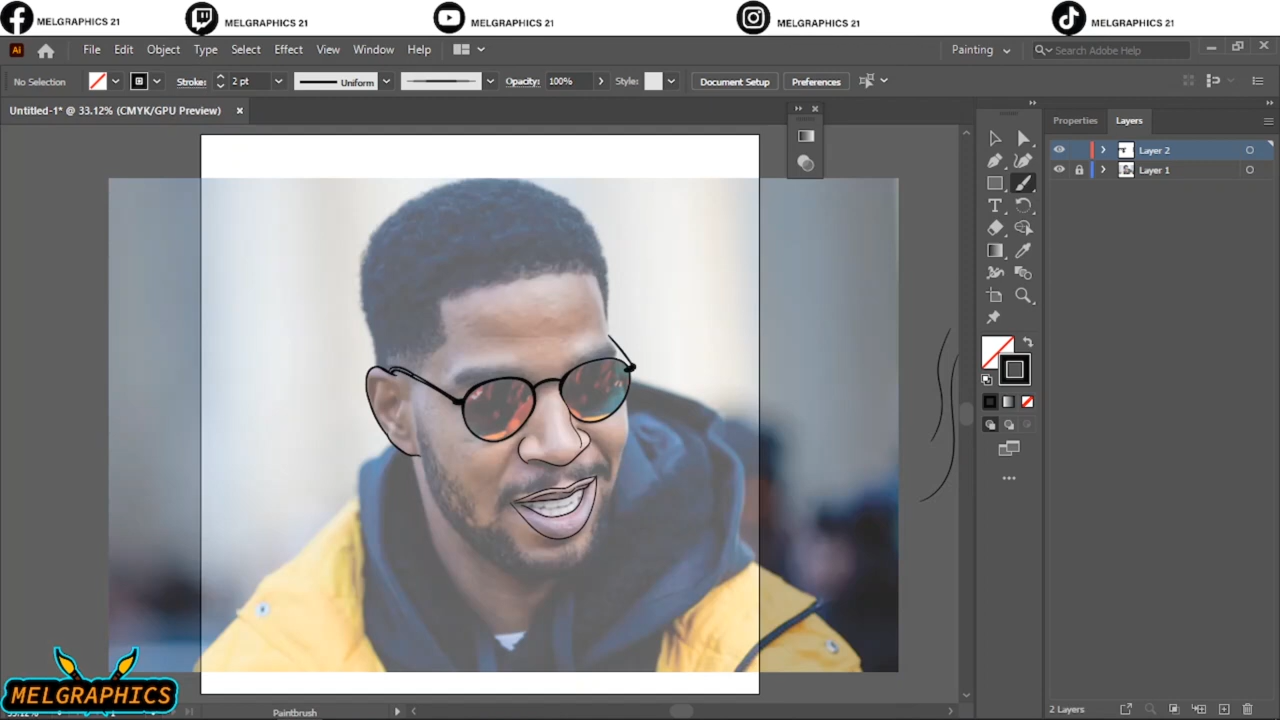 MELGRAPHICS 21 MELGRAPHICS 21 MELGRAPHICS 21 MELGRAPHICS 21 MELGRAPHICS 21
Ai File Edit Object Type Select Effect View Window Help Painting Search Adobe Help
No Selection Stroke: 2 pt Uniform Opacity: 100% Style: Document Setup Preferences
Untitled-1* @ 33.12% (CMYK/GPU Preview)
Properties Layers
Layer 2
Layer 1
MELGRAPHICS
Paintbrush
2 Layers